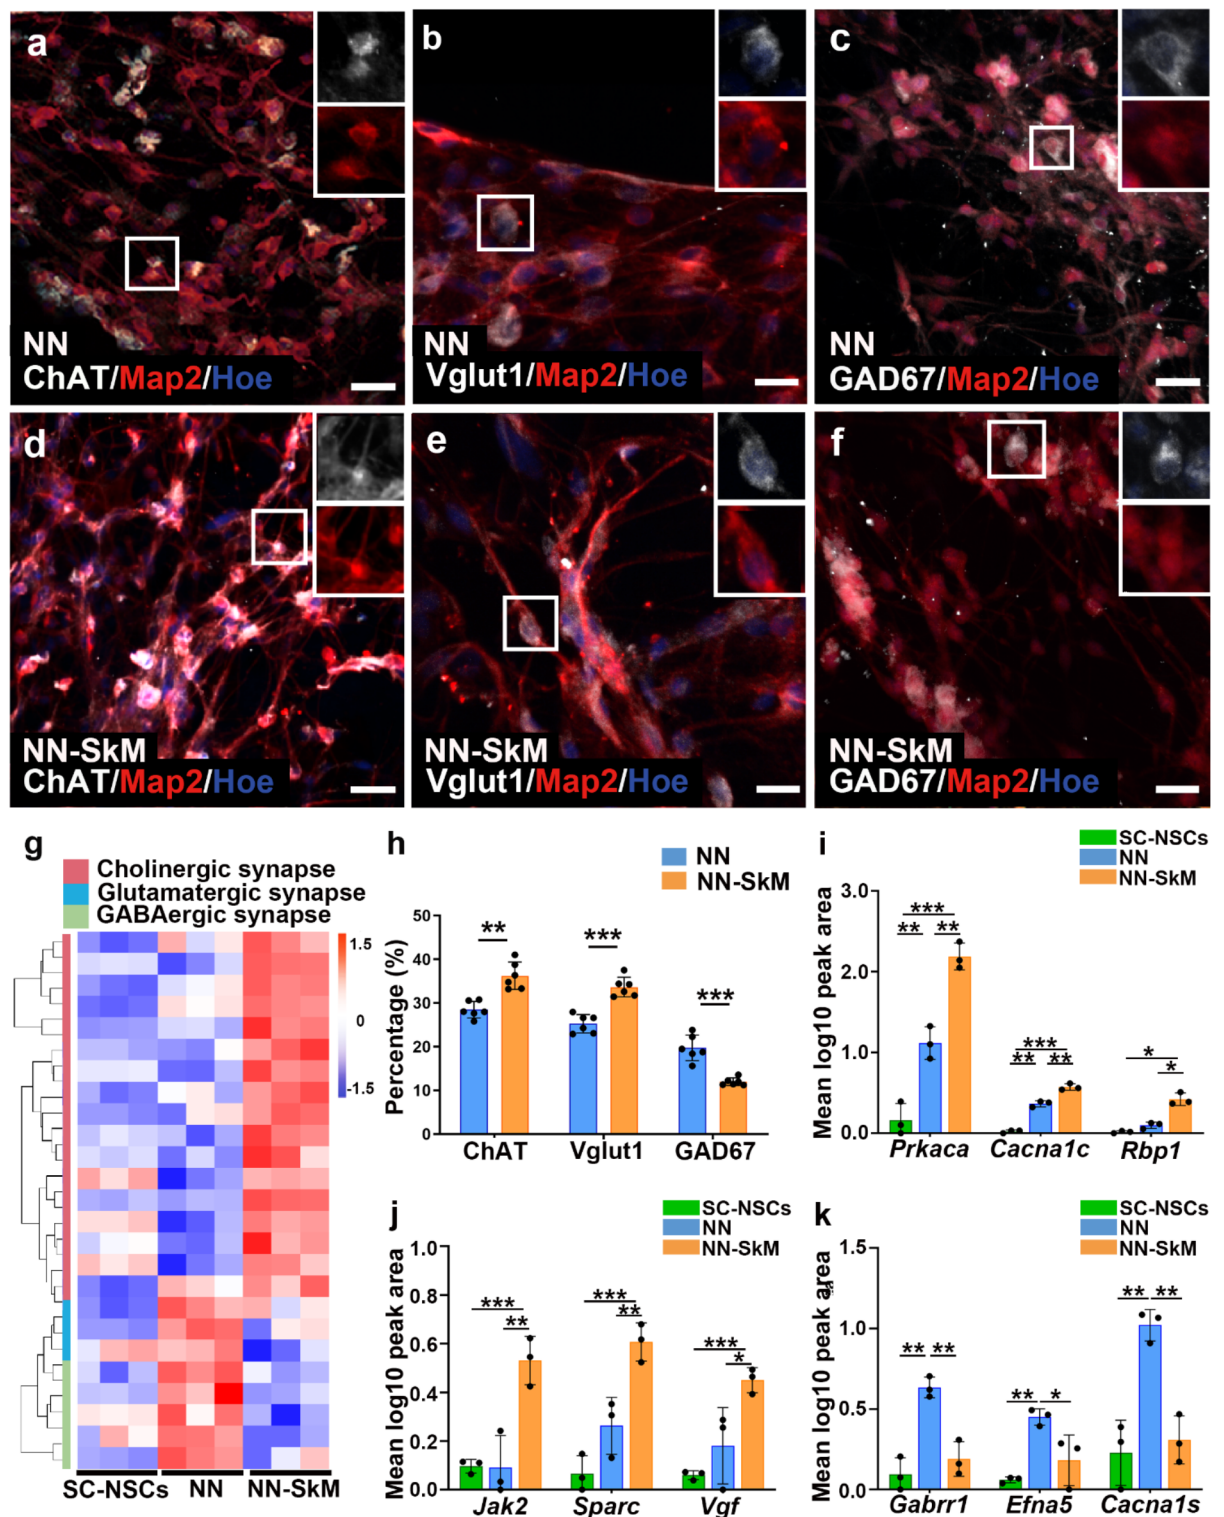 a
NN
ChAT/Map2/Hoe
b
NN
Vglut1/Map2/Hoe
c
NN
GAD67/Map2/Hoe
d
NN-SkM
ChAT/Map2/Hoe
e
NN-SkM
Vglut1/Map2/Hoe
f
NN-SkM
GAD67/Map2/Hoe
g
Cholinergic synapse
Glutamatergic synapse
GABAergic synapse
1.5
0
-1.5
SC-NSCs NN NN-SkM
h
NN
NN-SkM
Percentage (%)
50
40
30
20
10
0
** *** ***
ChAT Vglut1 GAD67
i
SC-NSCs
NN
NN-SkM
Mean log10 peak area
3.0
2.0
1.0
0.0
***
** **
***
** **
*
*
Prkaca Cacna1c Rbp1
j
SC-NSCs
NN
NN-SkM
Mean log10 peak area
1.0
0.8
0.6
0.4
0.2
0.0
***
**
***
**
***
*
Jak2 Sparc Vgf
k
SC-NSCs
NN
NN-SkM
Mean log10 peak area
1.5
1.0
0.5
0.0
** **
** *
** **
Gabrr1 Efna5 Cacna1s